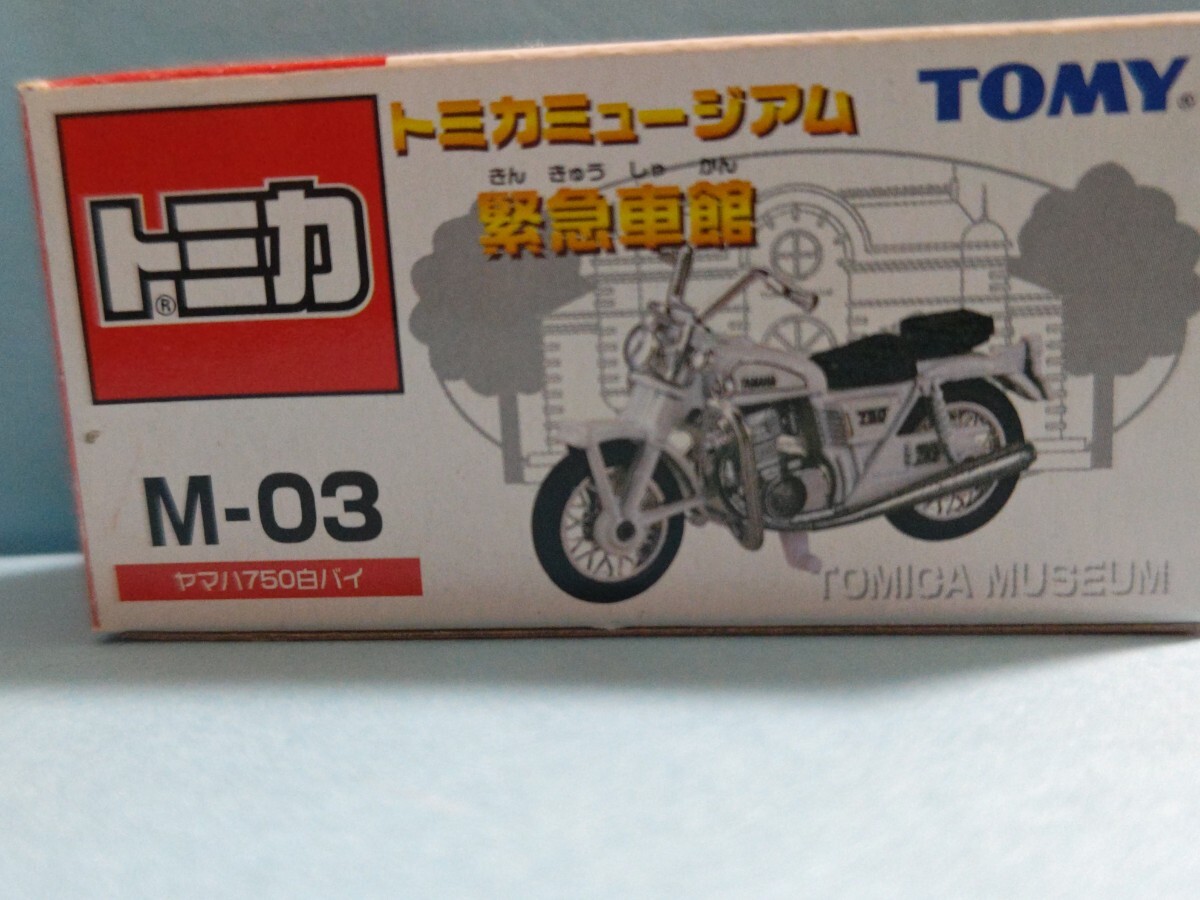 トミカ®
トミカミュージアム
きん きゅう しゃ かん
緊急車館
TOMY®
YAMAHA
750
M-03
ヤマハ750白バイ
TOMICA MUSEUM